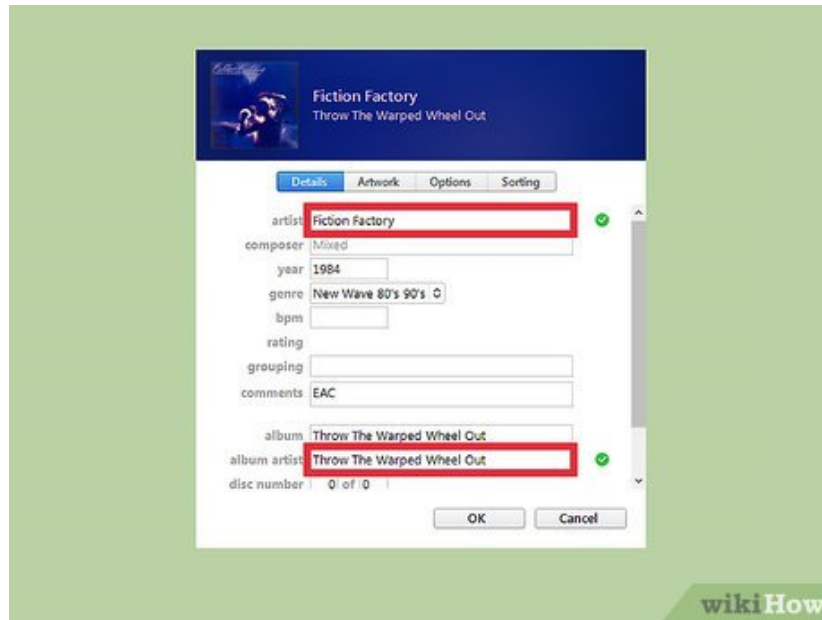 Fiction Factory
Throw The Warped Wheel Out
Details Artwork Options Sorting
artist Fiction Factory
composer Mixed
year 1984
genre New Wave 80's 90's
bpm
rating
grouping
comments EAC
album Throw The Warped Wheel Out
album artist Throw The Warped Wheel Out
disc number 0 of 0
OK Cancel
wikiHow